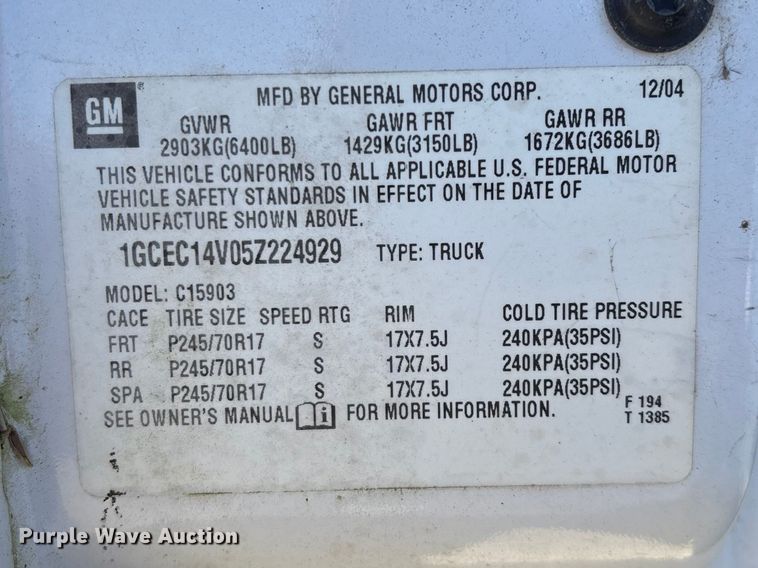 GM
MFD BY GENERAL MOTORS CORP. 12/04
GVWR GAWR FRT GAWR RR
2903KG(6400LB) 1429KG(3150LB) 1672KG(3686LB)
THIS VEHICLE CONFORMS TO ALL APPLICABLE U.S. FEDERAL MOTOR
VEHICLE SAFETY STANDARDS IN EFFECT ON THE DATE OF
MANUFACTURE SHOWN ABOVE.
1GCEC14V05Z224929 TYPE: TRUCK
MODEL: C15903
CACE TIRE SIZE SPEED RTG RIM COLD TIRE PRESSURE
FRT P245/70R17 S 17X7.5J 240KPA(35PSI)
RR P245/70R17 S 17X7.5J 240KPA(35PSI)
SPA P245/70R17 S 17X7.5J 240KPA(35PSI)
SEE OWNER'S MANUAL i FOR MORE INFORMATION.
F 194
T 1385
Purple Wave Auction